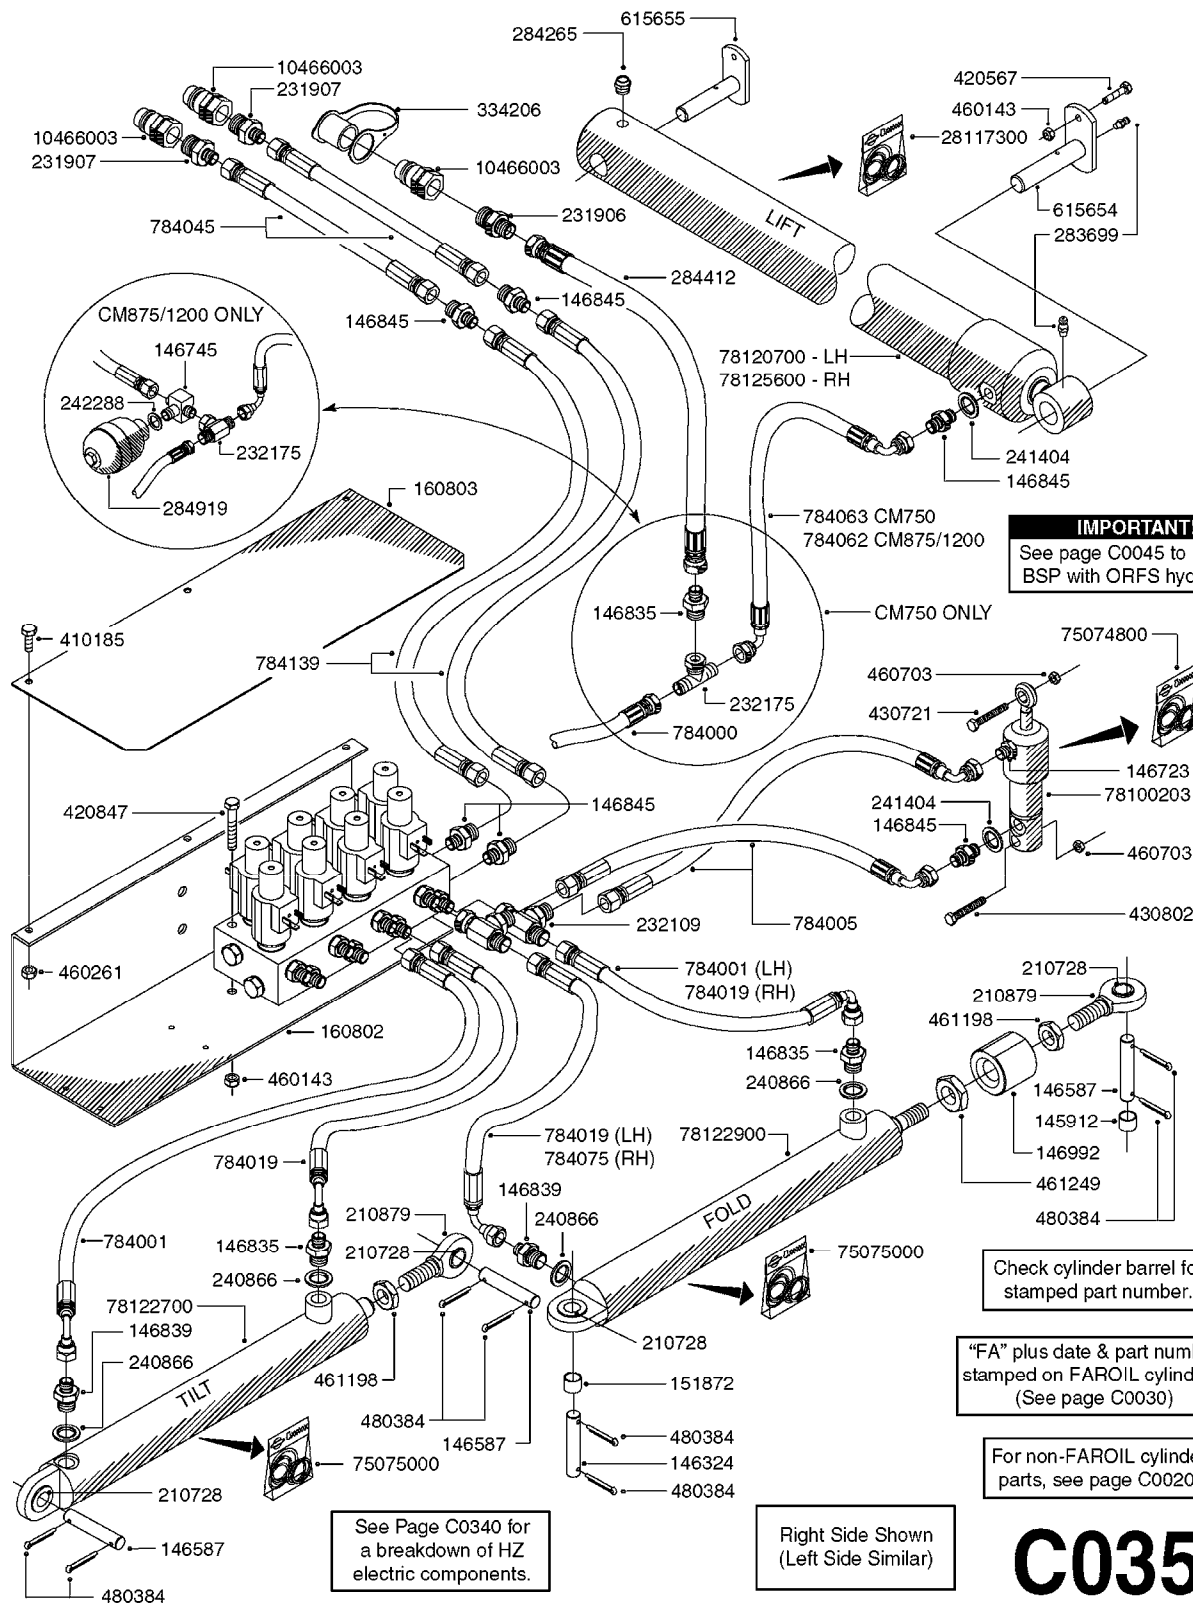 615655
284265
10466003
231907
334206
420567
460143
28117300
10466003
231907
10466003
231906
615654
283699
784045
LIFT
284412
146845
146845
CM875/1200 ONLY
146745
242288
232175
284919
78120700 - LH
78125600 - RH
241404
146845
160803
784063 CM750
784062 CM875/1200
IMPORTANT!
See page C0045 to
BSP with ORFS
146835
CM750 ONLY
410185
784139
75074800
460703
430721
232175
784000
146723
78100203
420847
146845
241404
146845
460703
430802
232109
784005
460261
784001 (LH)
784019 (RH)
210728
210879
461198
160802
460143
146835
240866
146587
145912
146992
461249
480384
784019 (LH)
784075 (RH)
78122900
784019
146839
240866
210879
210728
FOLD
75075000
784001
146835
240866
Check cylinder barrel
stamped part number.
78122700
146839
240866
210728
"FA" plus date & part
stamped on FAROIL
(See page C0030)
TILT
461198
151872
480384
146587
480384
146324
480384
75075000
For non-FAROIL
parts, see page C0020
210728
146587
480384
See Page C0340 for
a breakdown of HZ
electric components.
Right Side Shown
(Left Side Similar)
C035